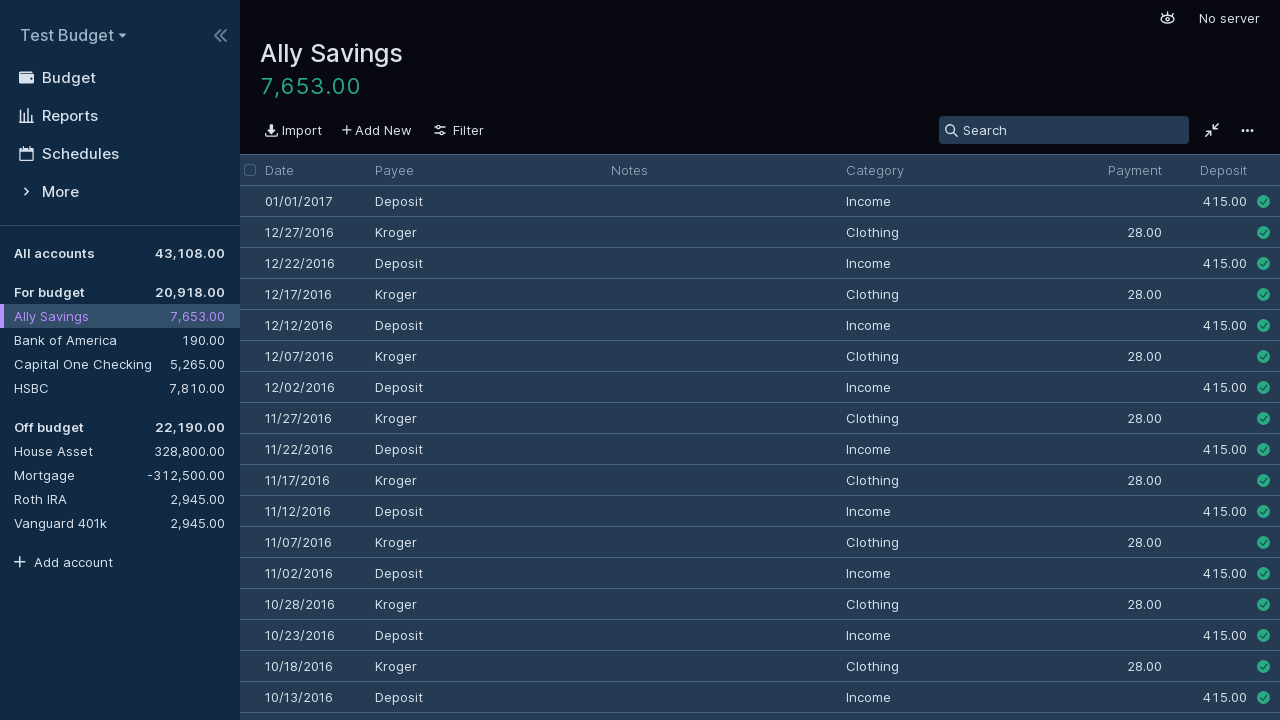 Test Budget
Budget
Reports
Schedules
More
All accounts 43,108.00
For budget 20,918.00
Ally Savings 7,653.00
Bank of America 190.00
Capital One Checking 5,265.00
HSBC 7,810.00
Off budget 22,190.00
House Asset 328,800.00
Mortgage -312,500.00
Roth IRA 2,945.00
Vanguard 401k 2,945.00
Add account
No server
Ally Savings
7,653.00
Import Add New Filter Search
Date Payee Notes Category Payment Deposit
01/01/2017 Deposit Income 415.00
12/27/2016 Kroger Clothing 28.00
12/22/2016 Deposit Income 415.00
12/17/2016 Kroger Clothing 28.00
12/12/2016 Deposit Income 415.00
12/07/2016 Kroger Clothing 28.00
12/02/2016 Deposit Income 415.00
11/27/2016 Kroger Clothing 28.00
11/22/2016 Deposit Income 415.00
11/17/2016 Kroger Clothing 28.00
11/12/2016 Deposit Income 415.00
11/07/2016 Kroger Clothing 28.00
11/02/2016 Deposit Income 415.00
10/28/2016 Kroger Clothing 28.00
10/23/2016 Deposit Income 415.00
10/18/2016 Kroger Clothing 28.00
10/13/2016 Deposit Income 415.00